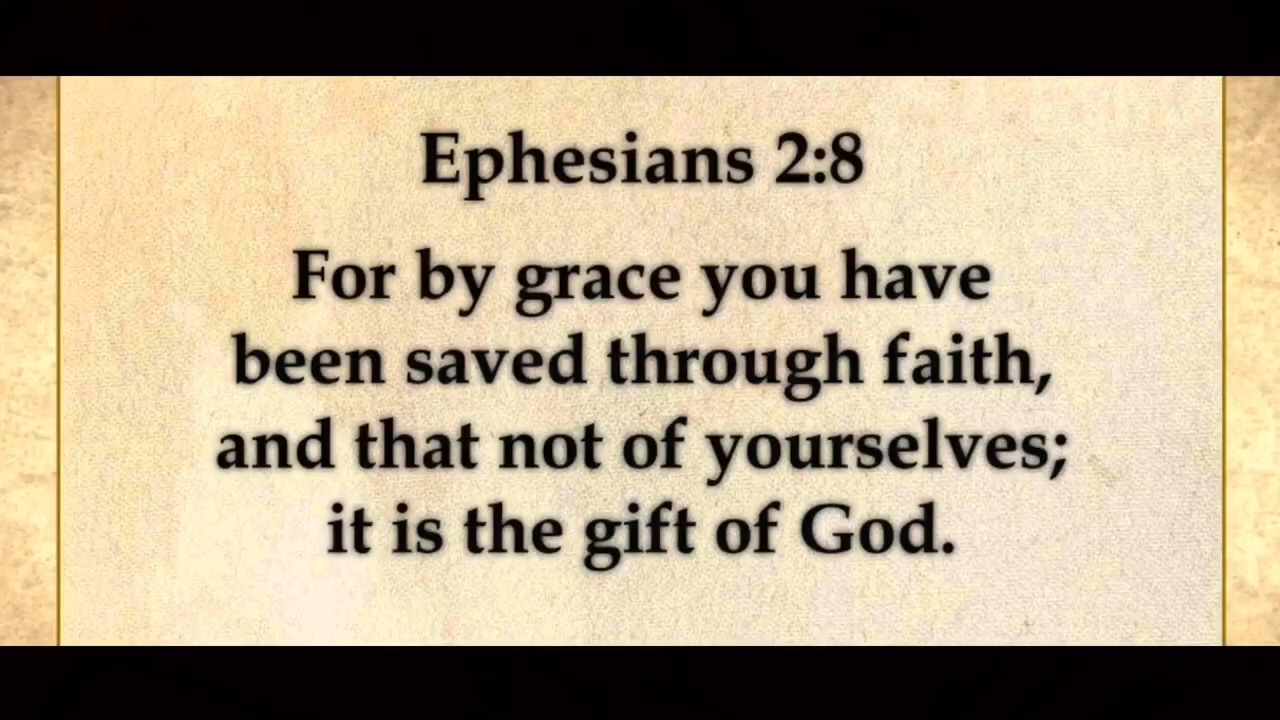 Ephesians 2:8
For by grace you have
been saved through faith,
and that not of yourselves;
it is the gift of God.